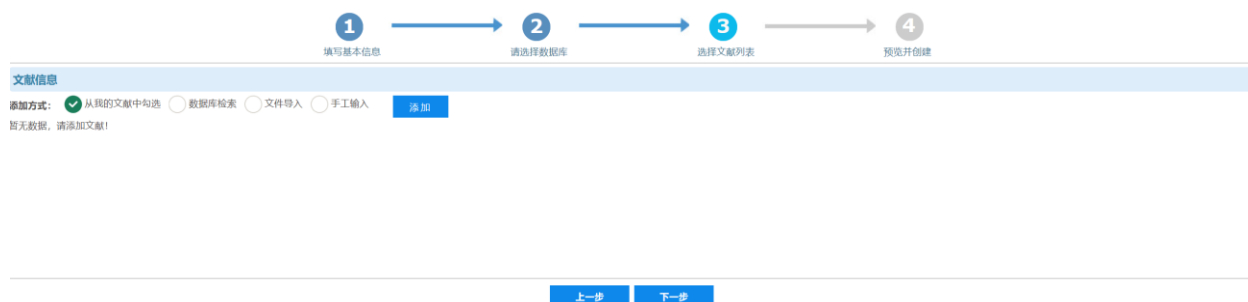 1 2 3 4
填写基本信息 请选择数据库 选择文献列表 预览并创建
文献信息
添加方式： 从我的文献中勾选 数据库检索 文件导入 手工输入 添加
暂无数据，请添加文献！
上一步 下一步